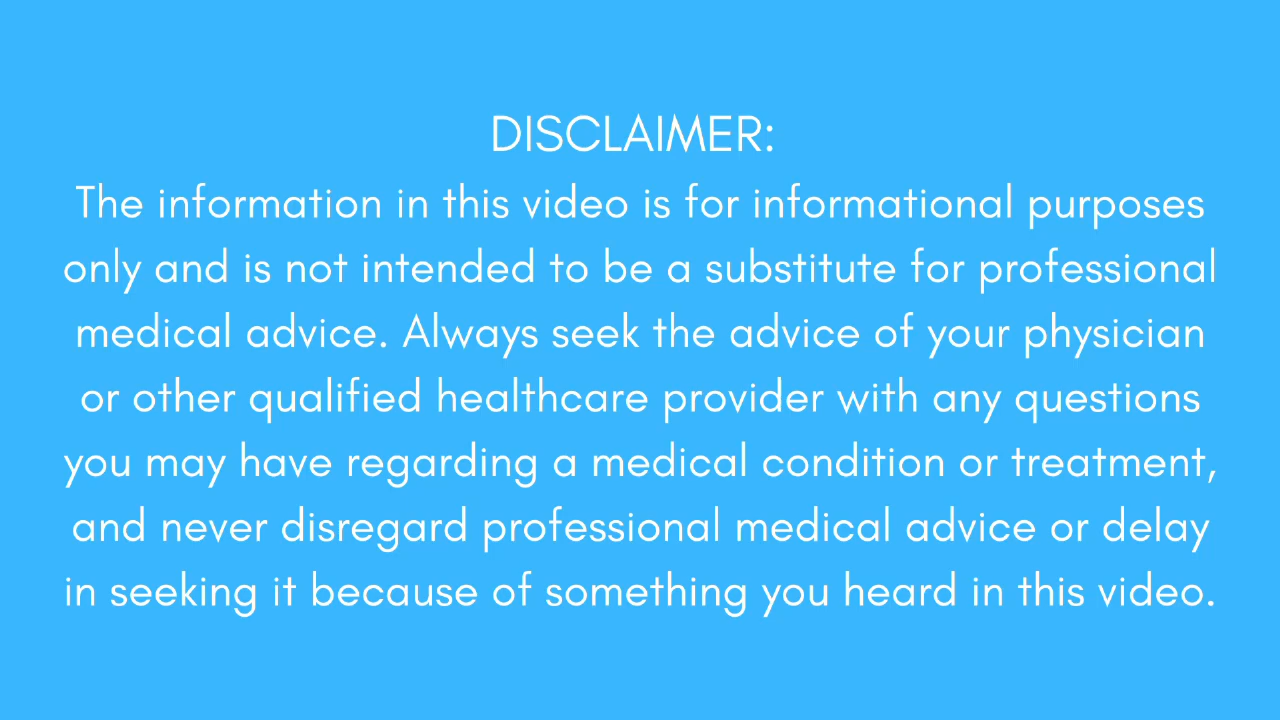 DISCLAIMER:
The information in this video is for informational purposes
only and is not intended to be a substitute for professional
medical advice. Always seek the advice of your physician
or other qualified healthcare provider with any questions
you may have regarding a medical condition or treatment,
and never disregard professional medical advice or delay
in seeking it because of something you heard in this video.